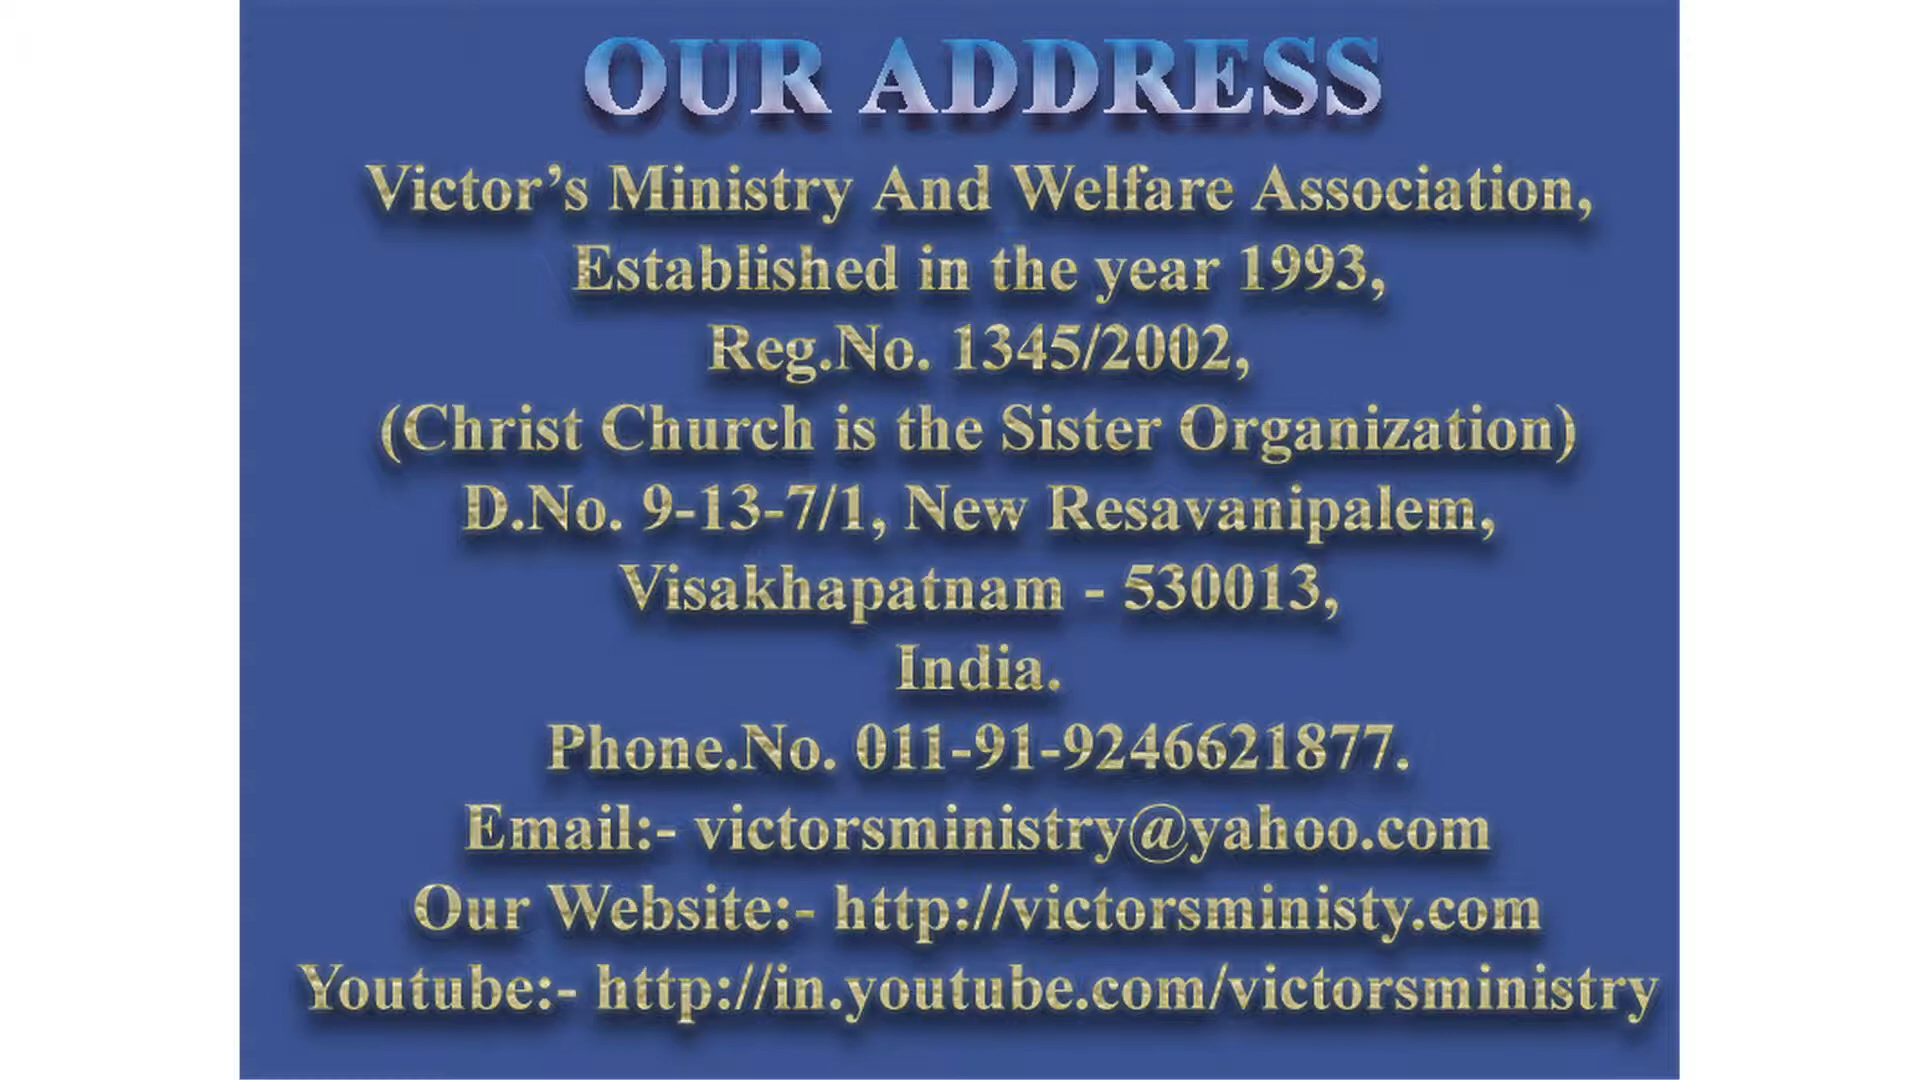 OUR ADDRESS
Victor’s Ministry And Welfare Association,
Established in the year 1993,
Reg.No. 1345/2002,
(Christ Church is the Sister Organization)
D.No. 9-13-7/1, New Resavanipalem,
Visakhapatnam - 530013,
India.
Phone.No. 011-91-9246621877.
Email:- victorsministry@yahoo.com
Our Website:- http://victorsministy.com
Youtube:- http://in.youtube.com/victorsministry